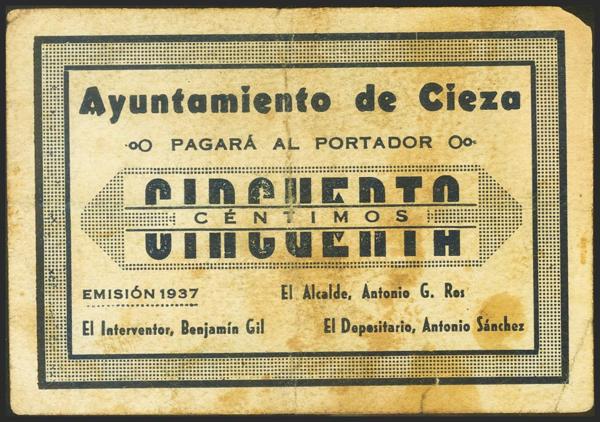 Ayuntamiento de Cieza
PAGARÁ AL PORTADOR
CINCUENTA
CÉNTIMOS
EMISIÓN 1937
El Alcalde, Antonio G. Ros
El Interventor, Benjamín Gil
El Depositario, Antonio Sánchez